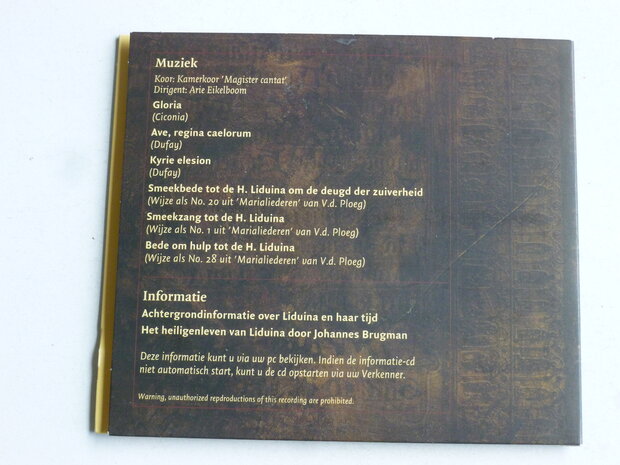 Muziek
Koor: Kamerkoor 'Magister cantat'
Dirigent: Arie Eikelboom
Gloria
(Ciconia)
Ave, regina caelorum
(Dufay)
Kyrie elesion
(Dufay)
Smeekbede tot de H. Liduina om de deugd der zuiverheid
(Wijze als No. 20 uit 'Marialiederen' van V.d. Ploeg)
Smeekzang tot de H. Liduina
(Wijze als No. 1 uit 'Marialiederen' van V.d. Ploeg)
Bede om hulp tot de H. Liduina
(Wijze als No. 28 uit 'Marialiederen' van V.d. Ploeg)
Informatie
Achtergrondinformatie over Liduina en haar tijd
Het heiligenleven van Liduina door Johannes Brugman
Deze informatie kunt u via uw pc bekijken. Indien de informatie-cd
niet automatisch start, kunt u de cd opstarten via uw Verkenner.
Warning, unauthorized repdroductions of this recording are prohibited.